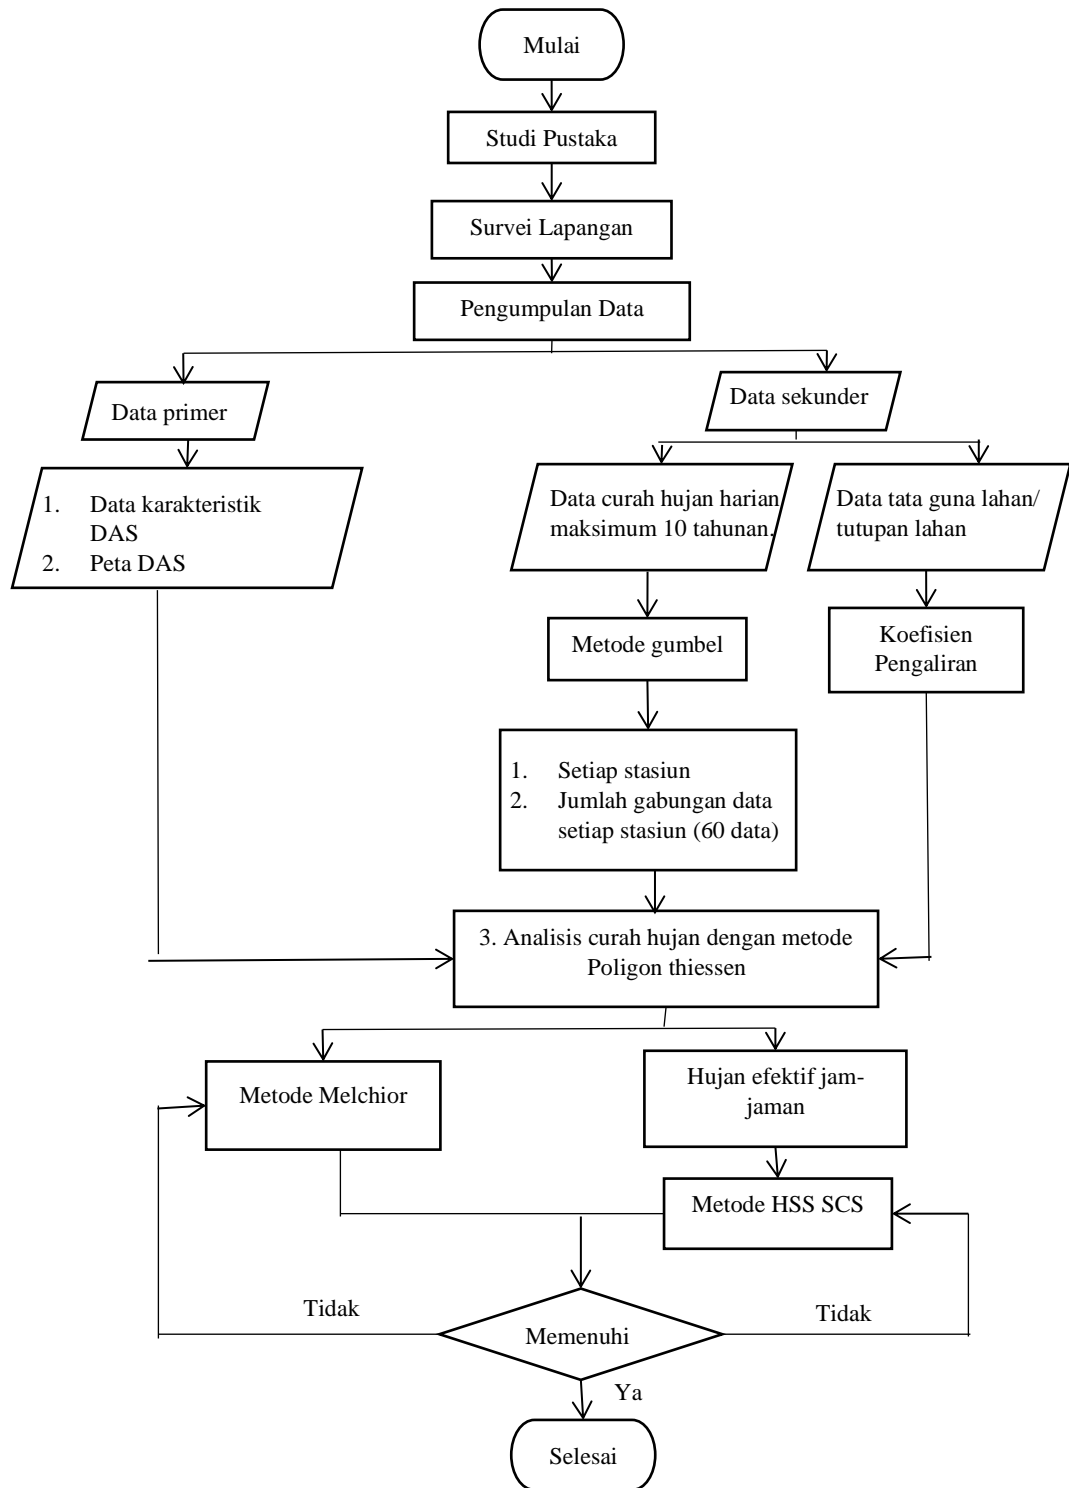 Mulai
Studi Pustaka
Survei Lapangan
Pengumpulan Data
Data primer
Data sekunder
1. Data karakteristik
DAS
2. Peta DAS
Data curah hujan harian
maksimum 10 tahunan.
Data tata guna lahan/
tutupan lahan
Metode gumbel
Koefisien
Pengaliran
1. Setiap stasiun
2. Jumlah gabungan data
setiap stasiun (60 data)
3. Analisis curah hujan dengan metode
Poligon thiessen
Metode Melchior
Hujan efektif jam-
jaman
Metode HSS SCS
Tidak
Memenuhi
Tidak
Ya
Selesai